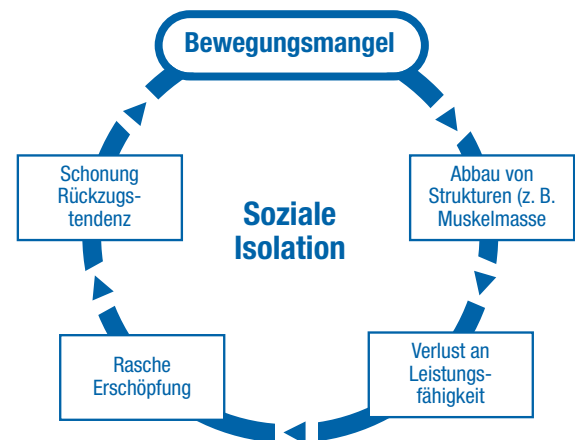 Bewegungsmangel
Abbau von
Strukturen (z. B.
Muskelmasse
Verlust an
Leistungs-
fähigkeit
Rasche
Erschöpfung
Schonung
Rückzugs-
tendenz
Soziale
Isolation